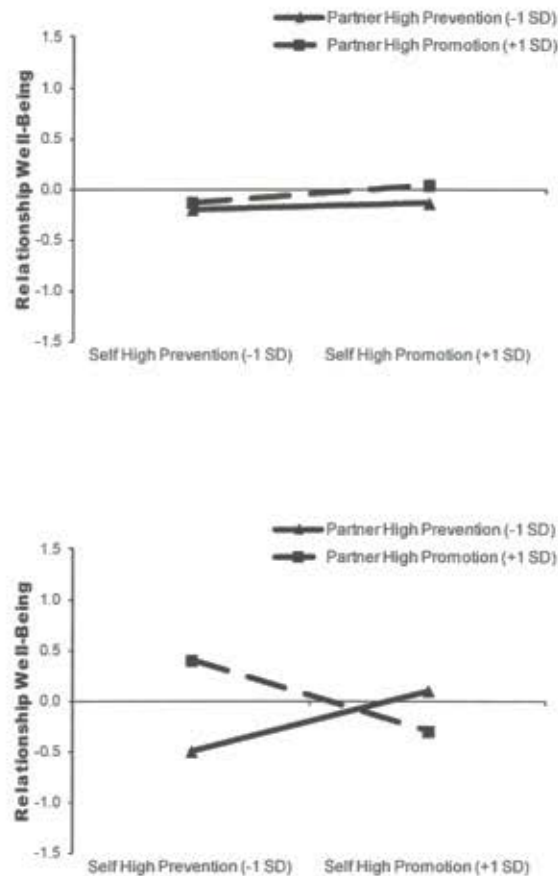 Partner High Prevention (-1 SD)
Partner High Promotion (+1 SD)
Relationship Well-Being
1.5
1.0
0.5
0.0
-0.5
-1.0
-1.5
Self High Prevention (-1 SD) Self High Promotion (+1 SD)
Partner High Prevention (-1 SD)
Partner High Promotion (+1 SD)
Relationship Well-Being
1.5
1.0
0.5
0.0
-0.5
-1.0
-1.5
Self High Prevention (-1 SD) Self High Promotion (+1 SD)